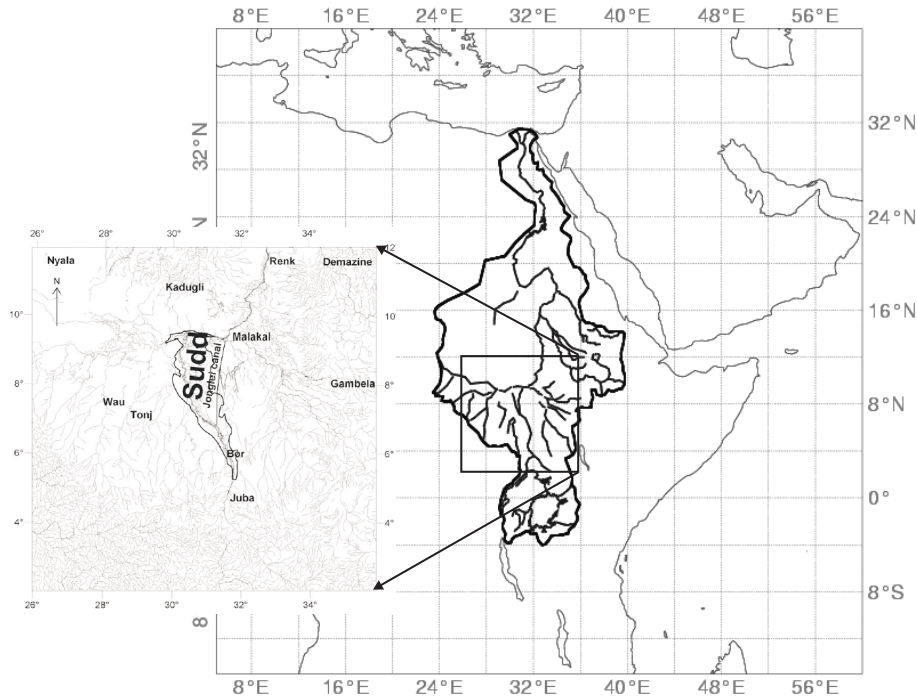 8°E 16°E 24°E 32°E 40°E 48°E 56°E
32°N
32°N
24°N
N
16°N
8°N
0°
8°S
8
8°E 16°E 24°E 32°E 40°E 48°E 56°E
26° 28° 30° 32° 34° 12
Nyala Renk Demazine
N
Kadugli
10° 10
Malakal
Sudd
Jonglei canal
8° Gambela 8°
Wau
Tonj
6° Bor 6°
Juba
4° 4°
26° 28° 30° 32° 34°